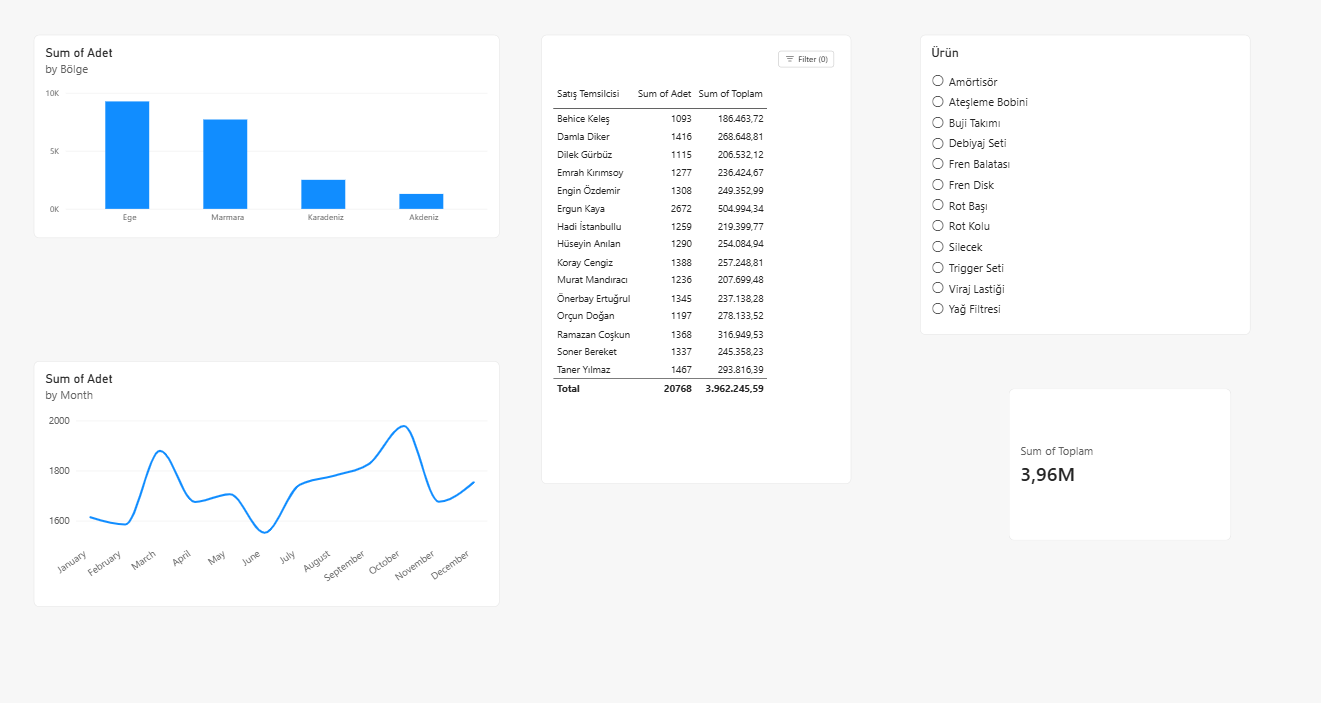 Sum of Adet
by Bölge
10K
5K
0K
Ege Marmara Karadeniz Akdeniz
Sum of Adet
by Month
2000
1800
1600
January February March April May June July August September October November December
Filter (0)
Satış Temsilcisi Sum of Adet Sum of Toplam
Behice Keleş 1093 186.463,72
Damla Diker 1416 268.648,81
Dilek Gürbüz 1115 206.532,12
Emrah Kırımsoy 1277 236.424,67
Engin Özdemir 1308 249.352,99
Ergun Kaya 2672 504.994,34
Hadi İstanbullu 1259 219.399,77
Hüseyin Anılan 1290 254.084,94
Koray Cengiz 1388 257.248,81
Murat Mandıracı 1236 207.699,48
Önerbay Ertuğrul 1345 237.138,28
Orçun Doğan 1197 278.133,52
Ramazan Coşkun 1368 316.949,53
Soner Bereket 1337 245.358,23
Taner Yılmaz 1467 293.816,39
Total 20768 3.962.245,59
Ürün
Amörtisör
Ateşleme Bobini
Buji Takımı
Debiyaj Seti
Fren Balatası
Fren Disk
Rot Başı
Rot Kolu
Silecek
Trigger Seti
Viraj Lastiği
Yağ Filtresi
Sum of Toplam
3,96M